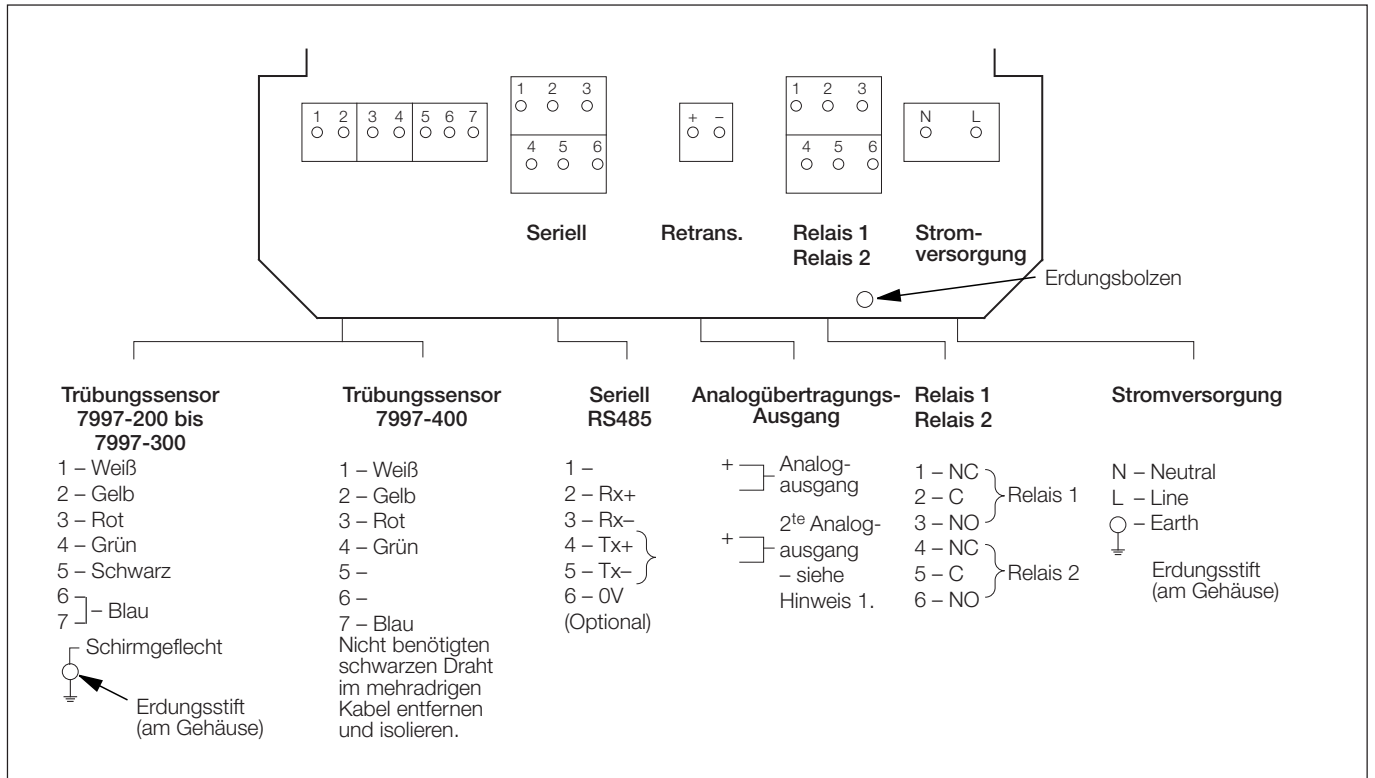 1 2 3 4 5 6 7
1 2 3
4 5 6
+ –
1 2 3
4 5 6
N L
Seriell
Retrans.
Relais 1
Relais 2
Strom-
versorgung
Erdungsbolzen
Trübungssensor
7997-200 bis
7997-300
1 – Weiß
2 – Gelb
3 – Rot
4 – Grün
5 – Schwarz
6
7
– Blau
Schirmgeflecht
Erdungsstift
(am Gehäuse)
Trübungssensor
7997-400
1 – Weiß
2 – Gelb
3 – Rot
4 – Grün
5 –
6 –
7 – Blau
Nicht benötigten
schwarzen Draht
im mehradrigen
Kabel entfernen
und isolieren.
Seriell
RS485
1 –
2 – Rx+
3 – Rx–
4 – Tx+
5 – Tx–
6 – 0V
(Optional)
Analogübertragungs-
Ausgang
+
Analog-
ausgang
+
2te Analog-
ausgang
– siehe
Hinweis 1.
Relais 1
Relais 2
1 – NC
2 – C
3 – NO
Relais 1
4 – NC
5 – C
6 – NO
Relais 2
Stromversorgung
N – Neutral
L – Line
– Earth
Erdungsstift
(am Gehäuse)